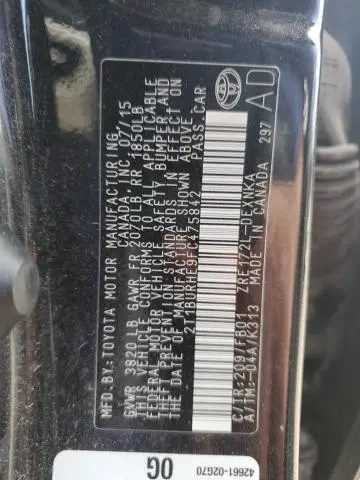 MFD.BY:TOYOTA MOTOR MANUFACTURING
CANADA, INC. 07/15
GVWR 3820 LB GAWR FR 2070LB RR 1850LB
THIS VEHICLE CONFORMS TO ALL APPLICABLE
FEDERAL MOTOR VEHICLE SAFETY, BUMPER, AND
THEFT PREVENTION STANDARDS IN EFFECT ON
THE DATE OF MANUFACTURE SHOWN ABOVE.
2T1BURHE9FC475842 PASS.CAR
C/TR:209/FB01 ZRE172L-DEXNKA
A/TM:-04A/K313 MADE IN CANADA 297
TOYOTA
AD
42661-02G70
0G